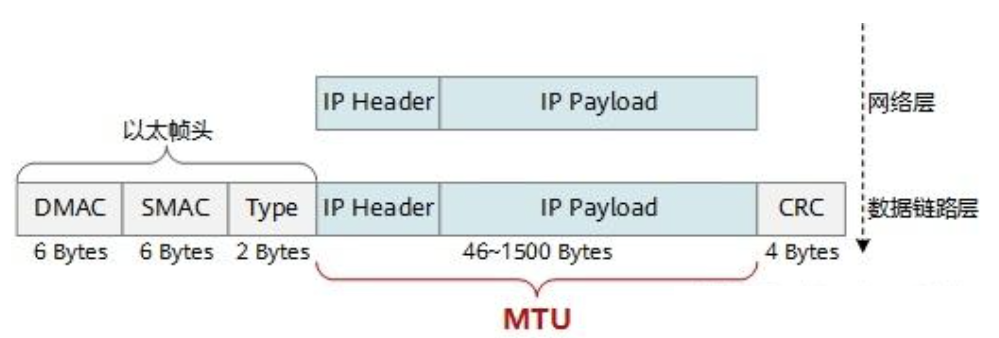 IP Header IP Payload 网络层
以太帧头
DMAC SMAC Type IP Header IP Payload CRC 数据链路层
6 Bytes 6 Bytes 2 Bytes 46~1500 Bytes 4 Bytes
MTU